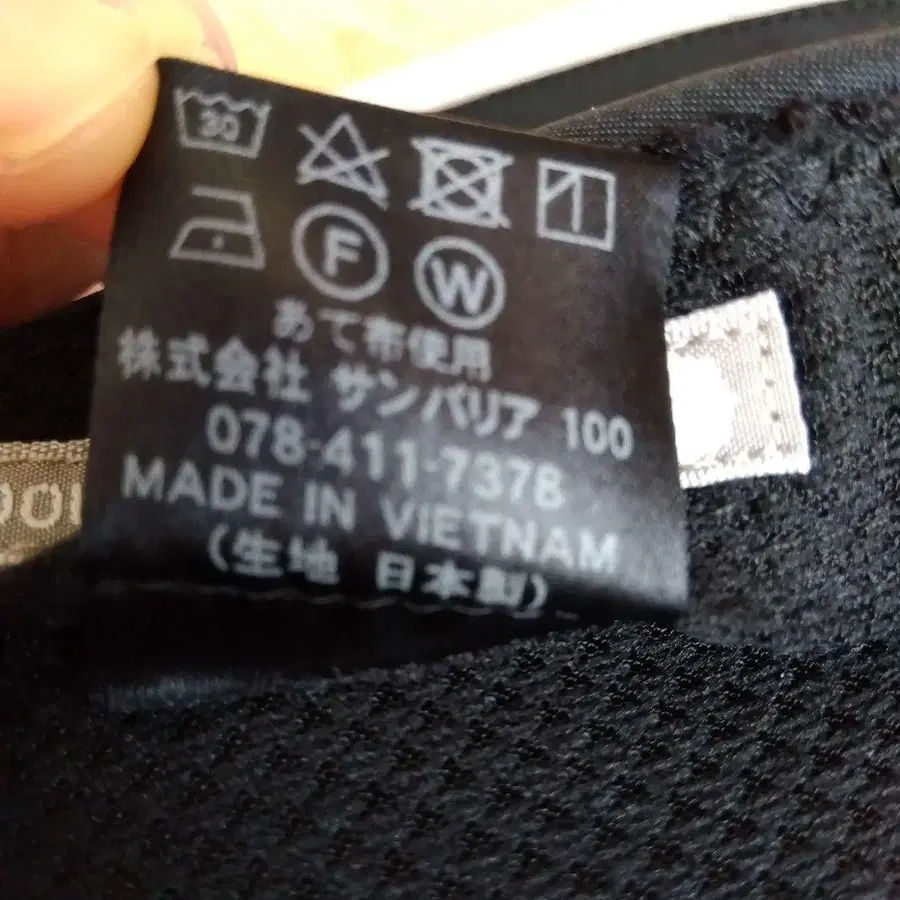 30
F W
あて布使用
株式会社 サンバリア 100
078-411-7378
MADE IN VIETNAM
(生地 日本製)